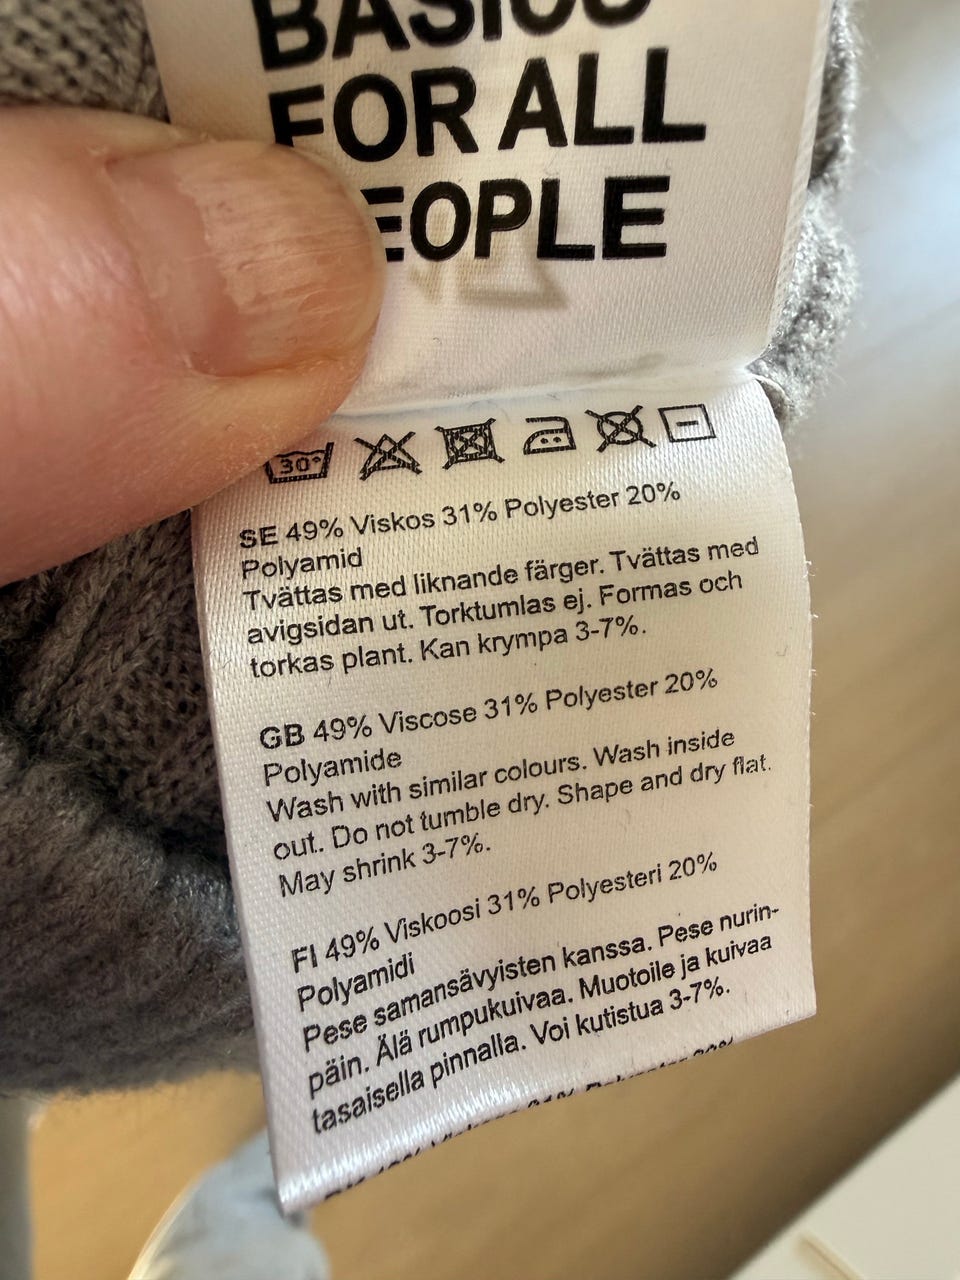 BASICS
FOR ALL
PEOPLE
30°
SE 49% Viskos 31% Polyester 20%
Polyamid
Tvättas med liknande färger. Tvättas med
avigsidan ut. Torktumlas ej. Formas och
torkas plant. Kan krympa 3-7%.
GB 49% Viscose 31% Polyester 20%
Polyamide
Wash with similar colours. Wash inside
out. Do not tumble dry. Shape and dry flat.
May shrink 3-7%.
FI 49% Viskoosi 31% Polyesteri 20%
Polyamidi
Pese samansävyisten kanssa. Pese nurin-
päin. Älä rumpukuivaa. Muotoile ja kuivaa
tasaisella pinnalla. Voi kutistua 3-7%.